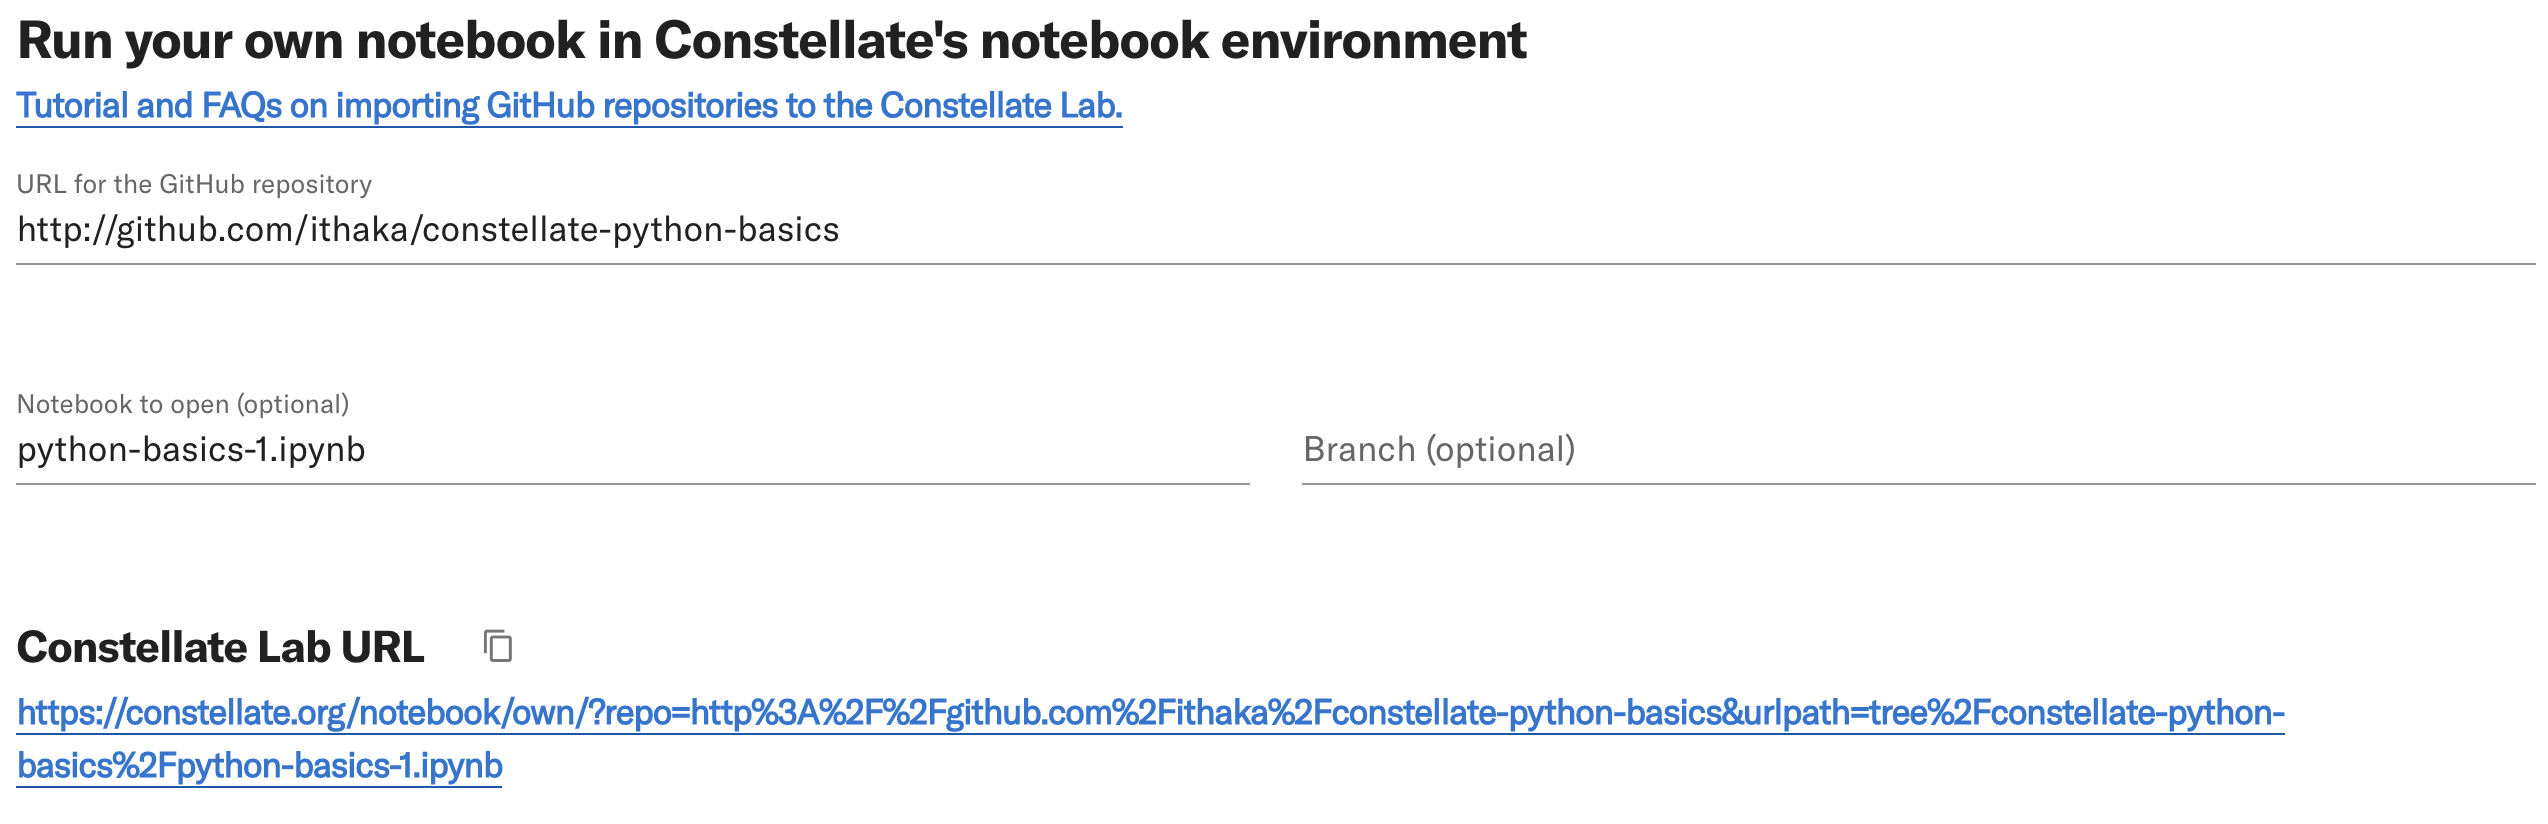 Run your own notebook in Constellate's notebook environment
Tutorial and FAQs on importing GitHub repositories to the Constellate Lab.
URL for the GitHub repository
http://github.com/ithaka/constellate-python-basics
Notebook to open (optional)
python-basics-1.ipynb
Branch (optional)
Constellate Lab URL
https://constellate.org/notebook/own/?repo=http%3A%2F%2Fgithub.com%2Fithaka%2Fconstellate-python-basics&urlpath=tree%2Fconstellate-python-
basics%2Fpython-basics-1.ipynb